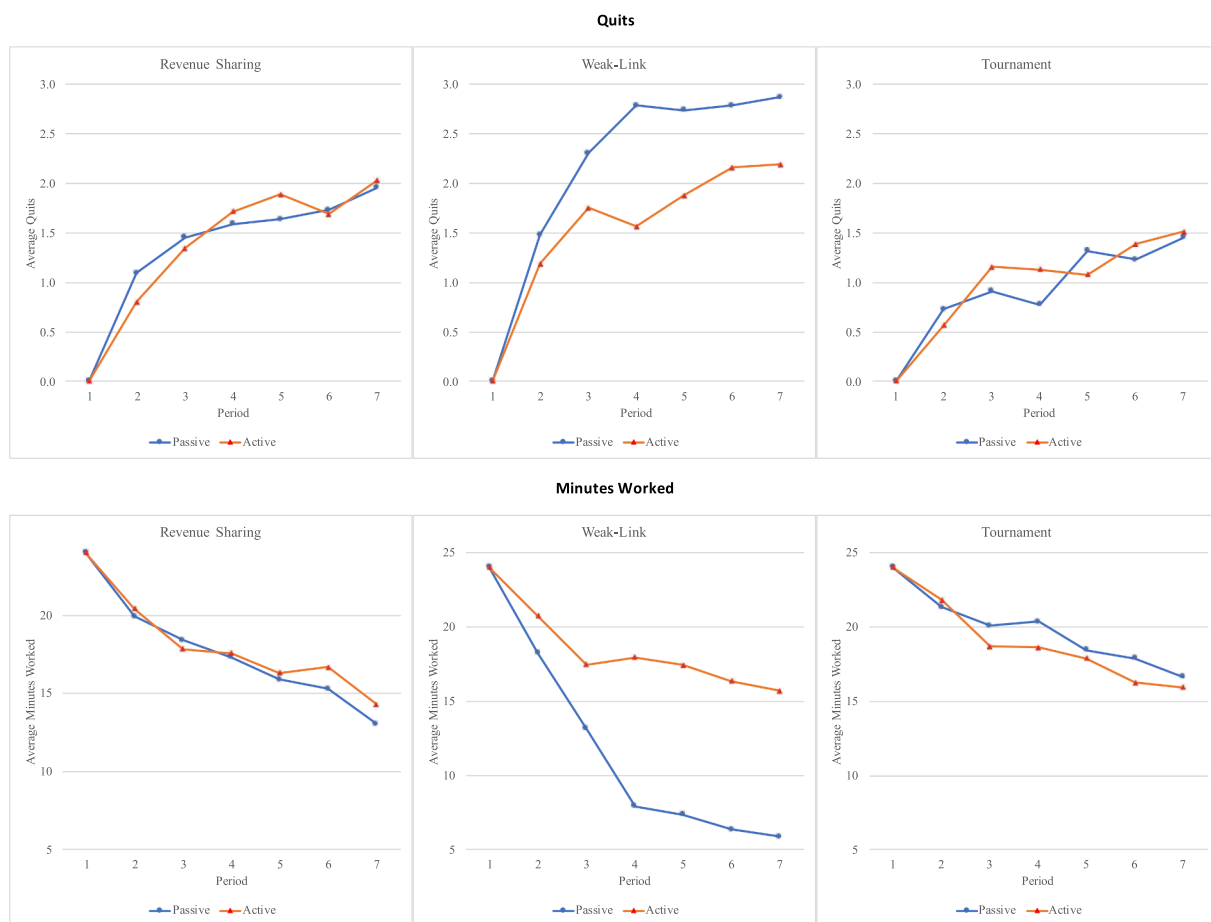 Quits
Revenue Sharing
3.0
2.5
2.0
1.5
1.0
0.5
0.0
Average Quits
1 2 3 4 5 6 7
Period
Passive Active
Weak-Link
3.0
2.5
2.0
1.5
1.0
0.5
0.0
Average Quits
1 2 3 4 5 6 7
Period
Passive Active
Tournament
3.0
2.5
2.0
1.5
1.0
0.5
0.0
Average Quits
1 2 3 4 5 6 7
Period
Passive Active
Minutes Worked
Revenue Sharing
20
15
10
5
Average Minutes Worked
1 2 3 4 5 6 7
Period
Passive Active
Weak-Link
25
20
15
10
5
Average Minutes Worked
1 2 3 4 5 6 7
Period
Passive Active
Tournament
25
20
15
10
5
Average Minutes Worked
1 2 3 4 5 6 7
Period
Passive Active